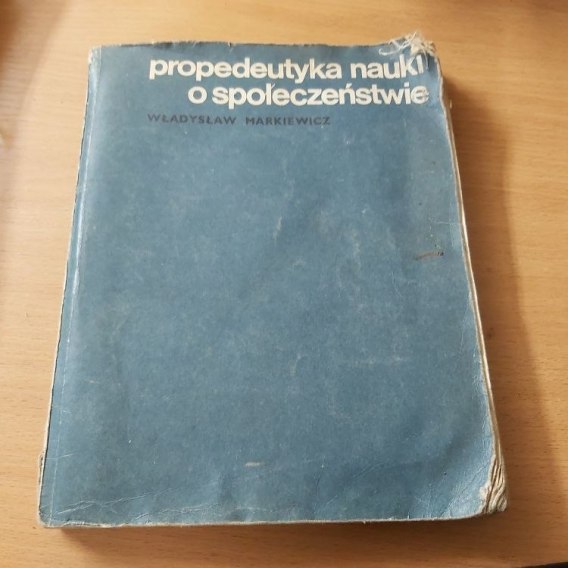 propedeutyka nauki
o społeczeństwie
WŁADYSŁAW MARKIEWICZ